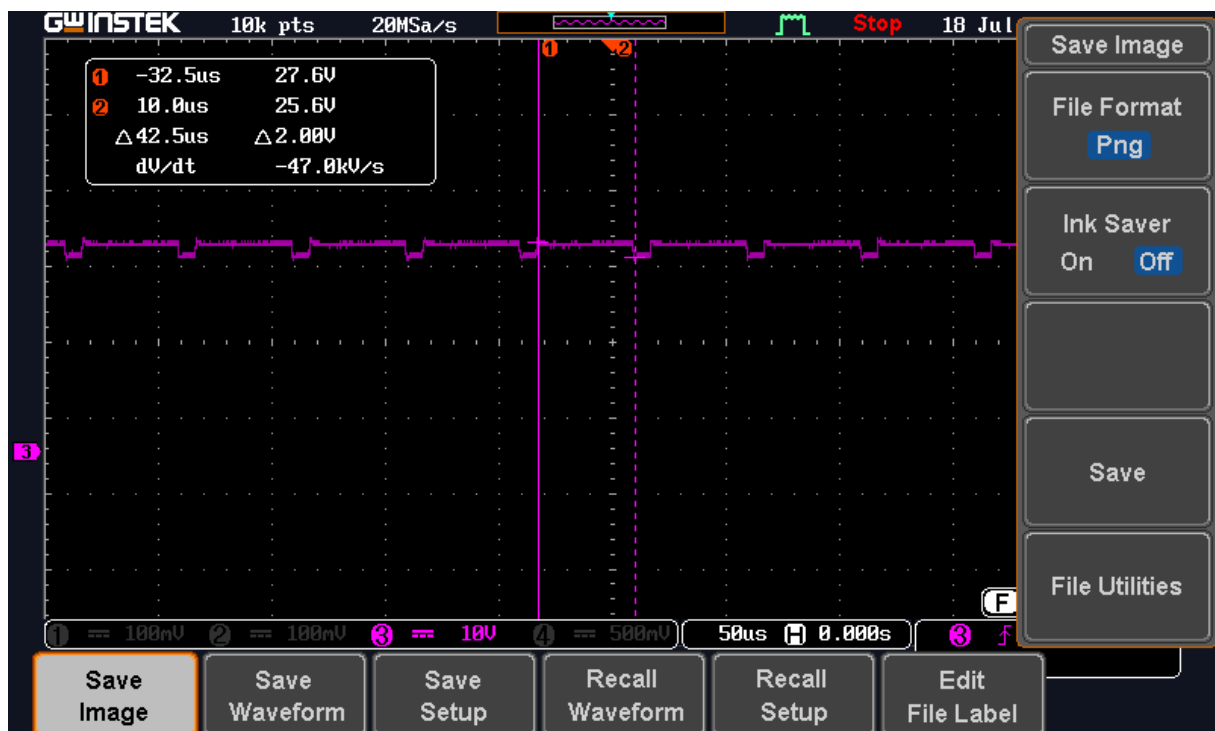 GWINSTEK 10k pts 20MSa/s Stop 18 Jul
1 2
1 -32.5us 27.6V
2 10.0us 25.6V
△42.5us △2.00V
dV/dt -47.0kV/s
3
F
1 100mV 2 100mV 3 10V 4 500mV 50us H 0.000s 3
Save Image
File Format
Png
Ink Saver
On Off
Save
File Utilities
Save
Image
Save
Waveform
Save
Setup
Recall
Waveform
Recall
Setup
Edit
File Label